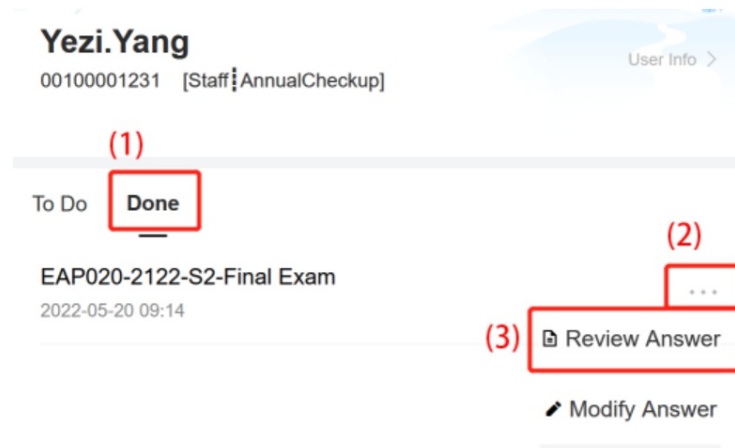 Yezi.Yang
User Info >
00100001231 [Staff┇AnnualCheckup]
(1)
To Do Done
(2)
EAP020-2122-S2-Final Exam
...
2022-05-20 09:14
(3) Review Answer
Modify Answer